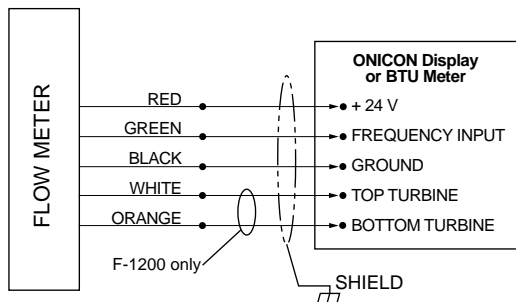 FLOW METER
ONICON Display
or BTU Meter
RED
+ 24 V
GREEN
FREQUENCY INPUT
BLACK
GROUND
WHITE
TOP TURBINE
ORANGE
BOTTOM TURBINE
F-1200 only
SHIELD